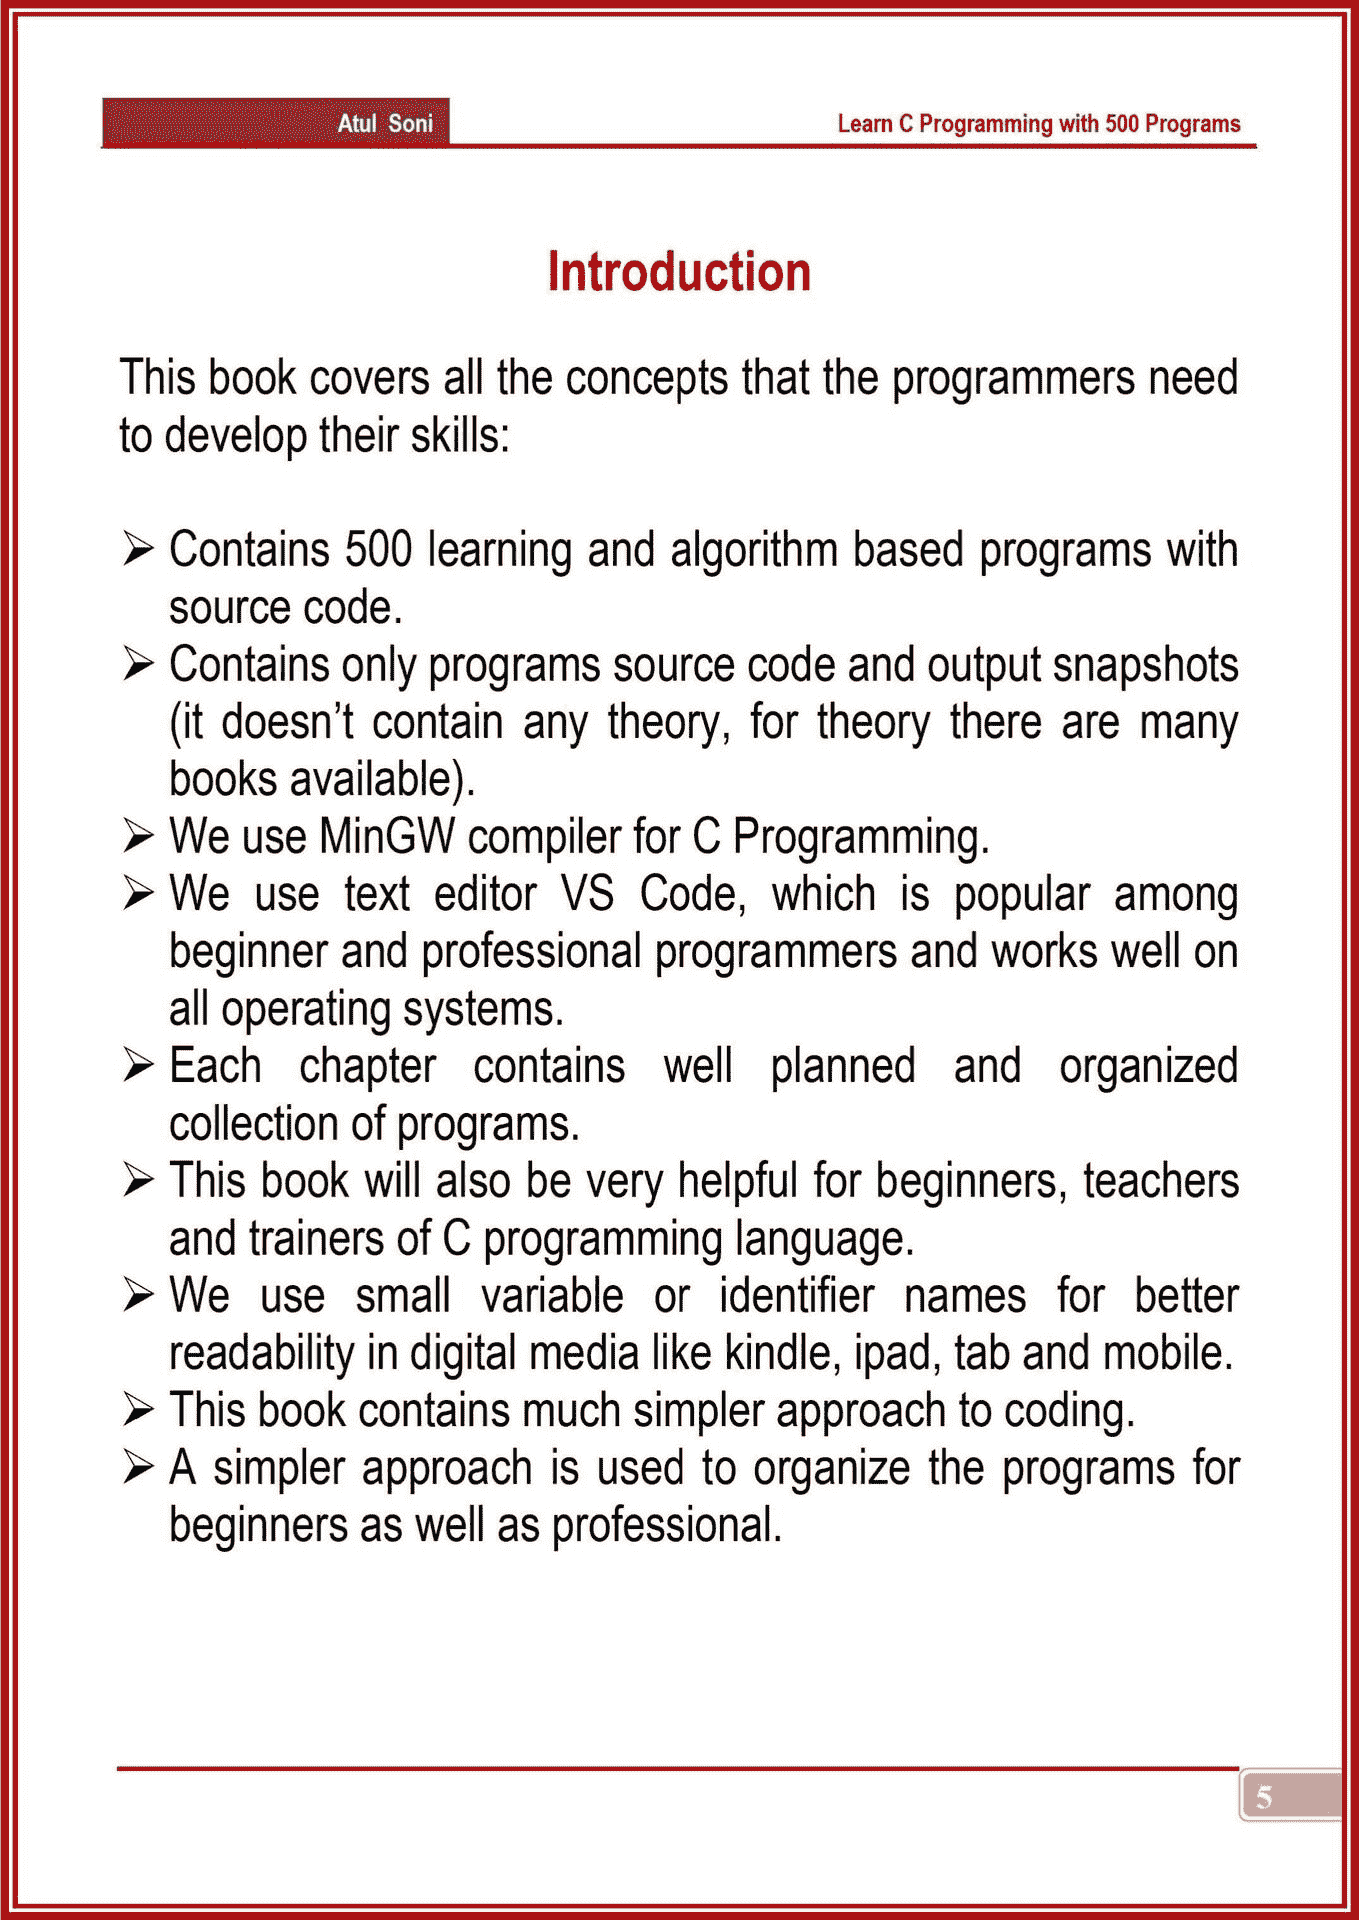 Atul Soni
Learn C Programming with 500 Programs
Introduction
This book covers all the concepts that the programmers need
to develop their skills:
➢ Contains 500 learning and algorithm based programs with
source code.
➢ Contains only programs source code and output snapshots
(it doesn’t contain any theory, for theory there are many
books available).
➢ We use MinGW compiler for C Programming.
➢ We use text editor VS Code, which is popular among
beginner and professional programmers and works well on
all operating systems.
➢ Each chapter contains well planned and organized
collection of programs.
➢ This book will also be very helpful for beginners, teachers
and trainers of C programming language.
➢ We use small variable or identifier names for better
readability in digital media like kindle, ipad, tab and mobile.
➢ This book contains much simpler approach to coding.
➢ A simpler approach is used to organize the programs for
beginners as well as professional.
5